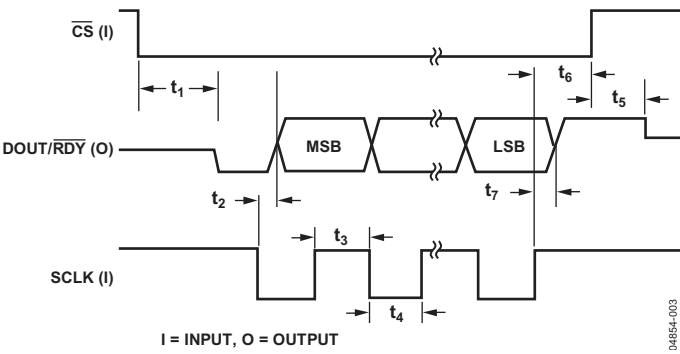 CS (I)
t1
t6
t5
DOUT/RDY (O)
MSB
LSB
t2
t7
t3
SCLK (I)
t4
I = INPUT, O = OUTPUT
04854-003